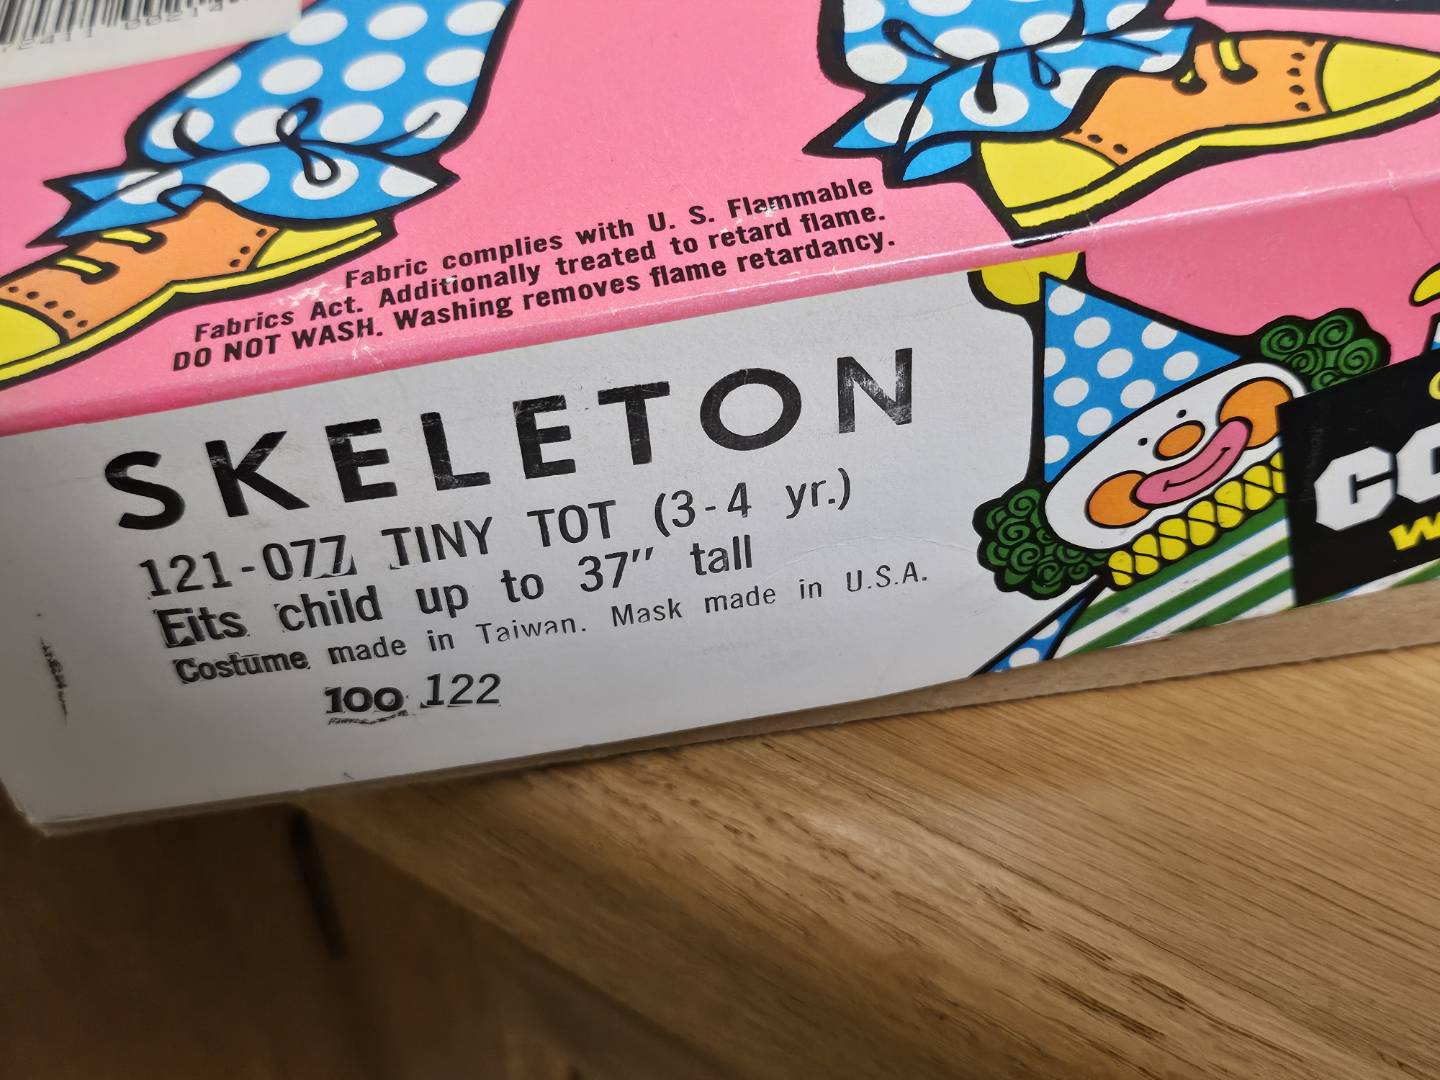 Fabric complies with U. S. Flammable
Fabrics Act. Additionally treated to retard flame.
DO NOT WASH. Washing removes flame retardancy.
SKELETON
121-077 TINY TOT (3-4 yr.)
Fits child up to 37″ tall
Costume made in Taiwan. Mask made in U.S.A.
100 122